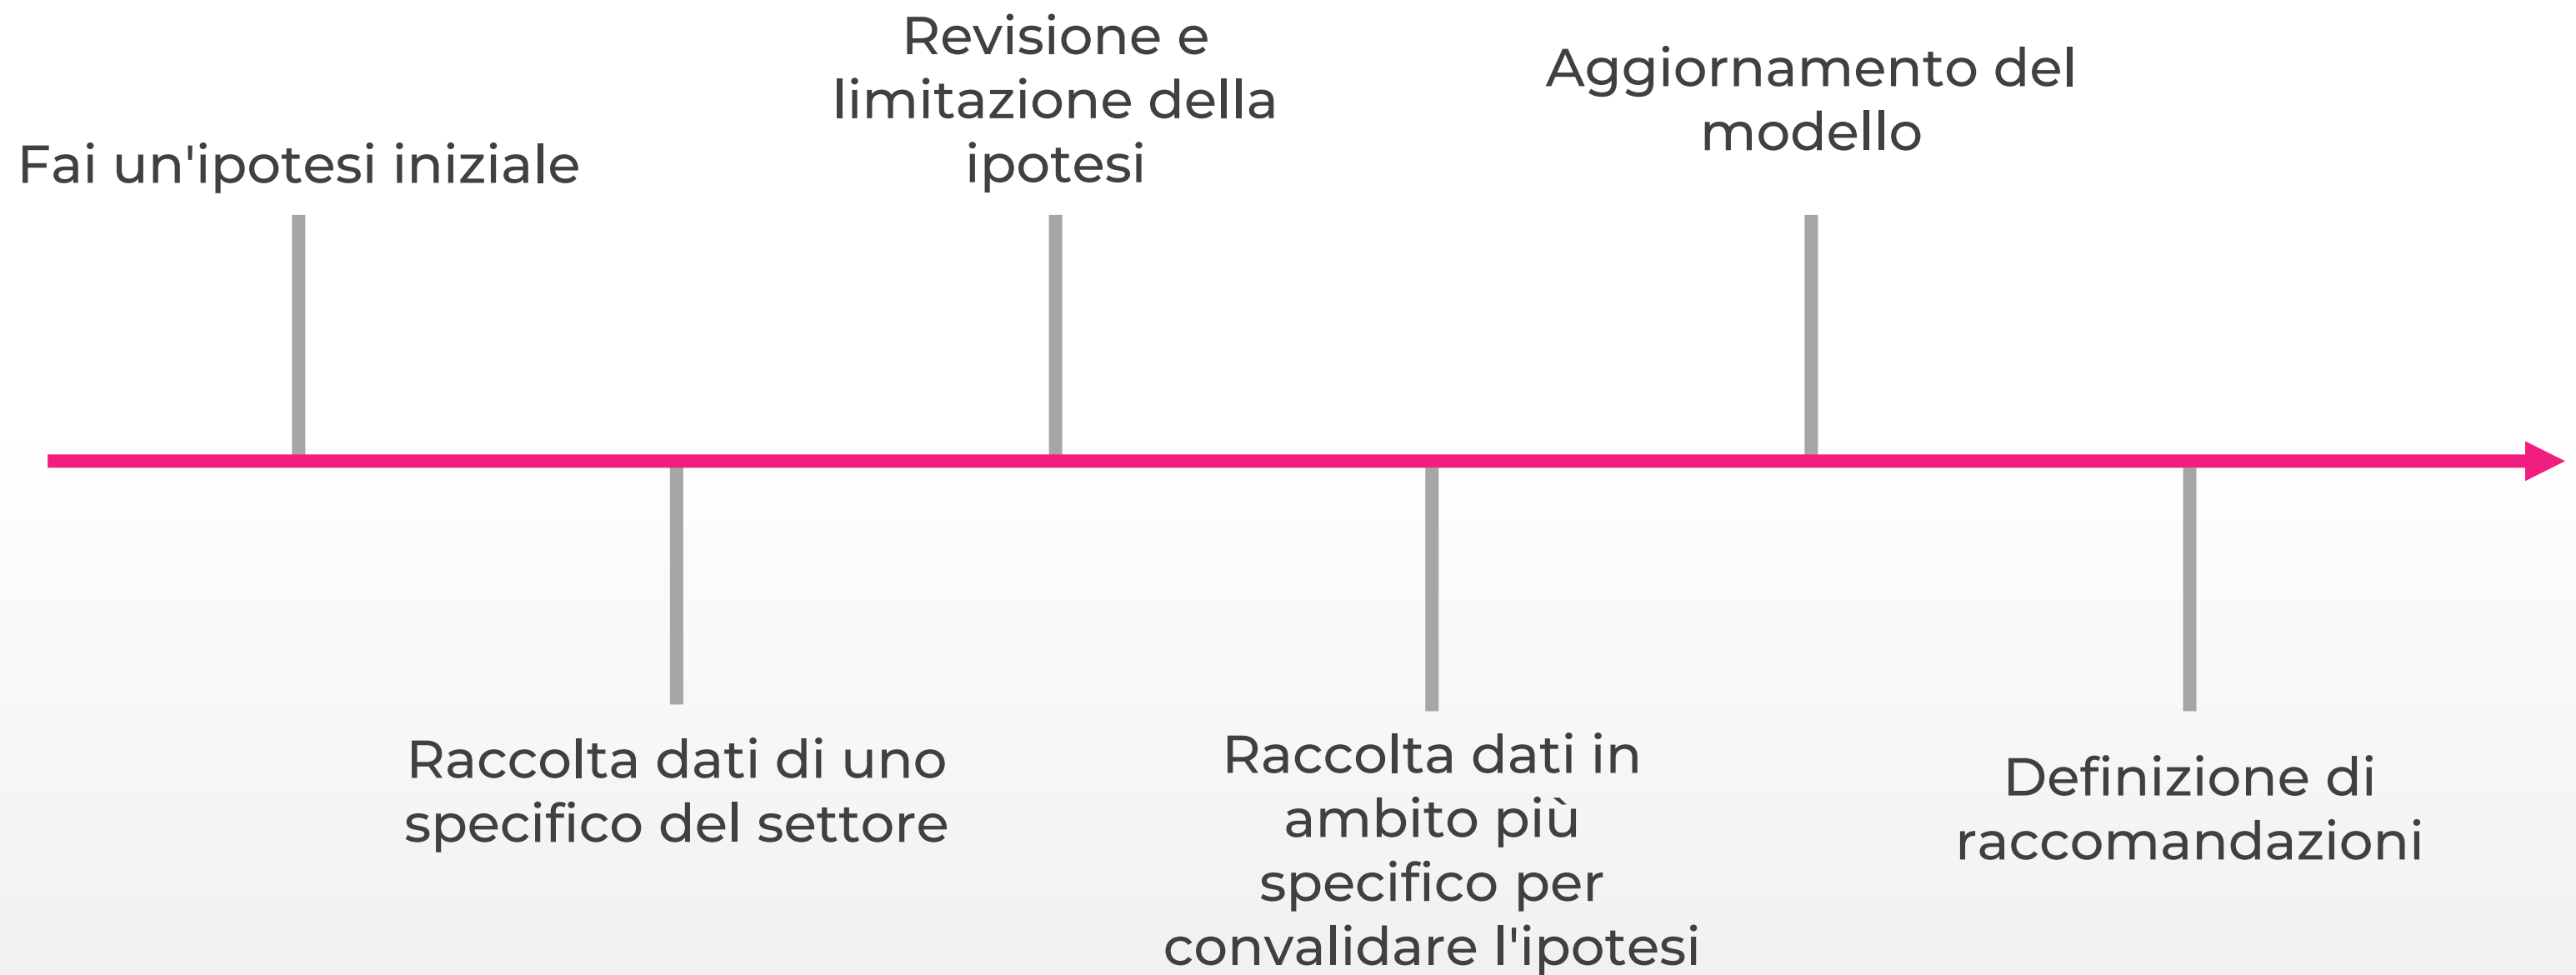 Fai un'ipotesi iniziale
Raccolta dati di uno
specifico del settore
Revisione e
limitazione della
ipotesi
Raccolta dati in
ambito più
specifico per
convalidare l'ipotesi
Aggiornamento del
modello
Definizione di
raccomandazioni